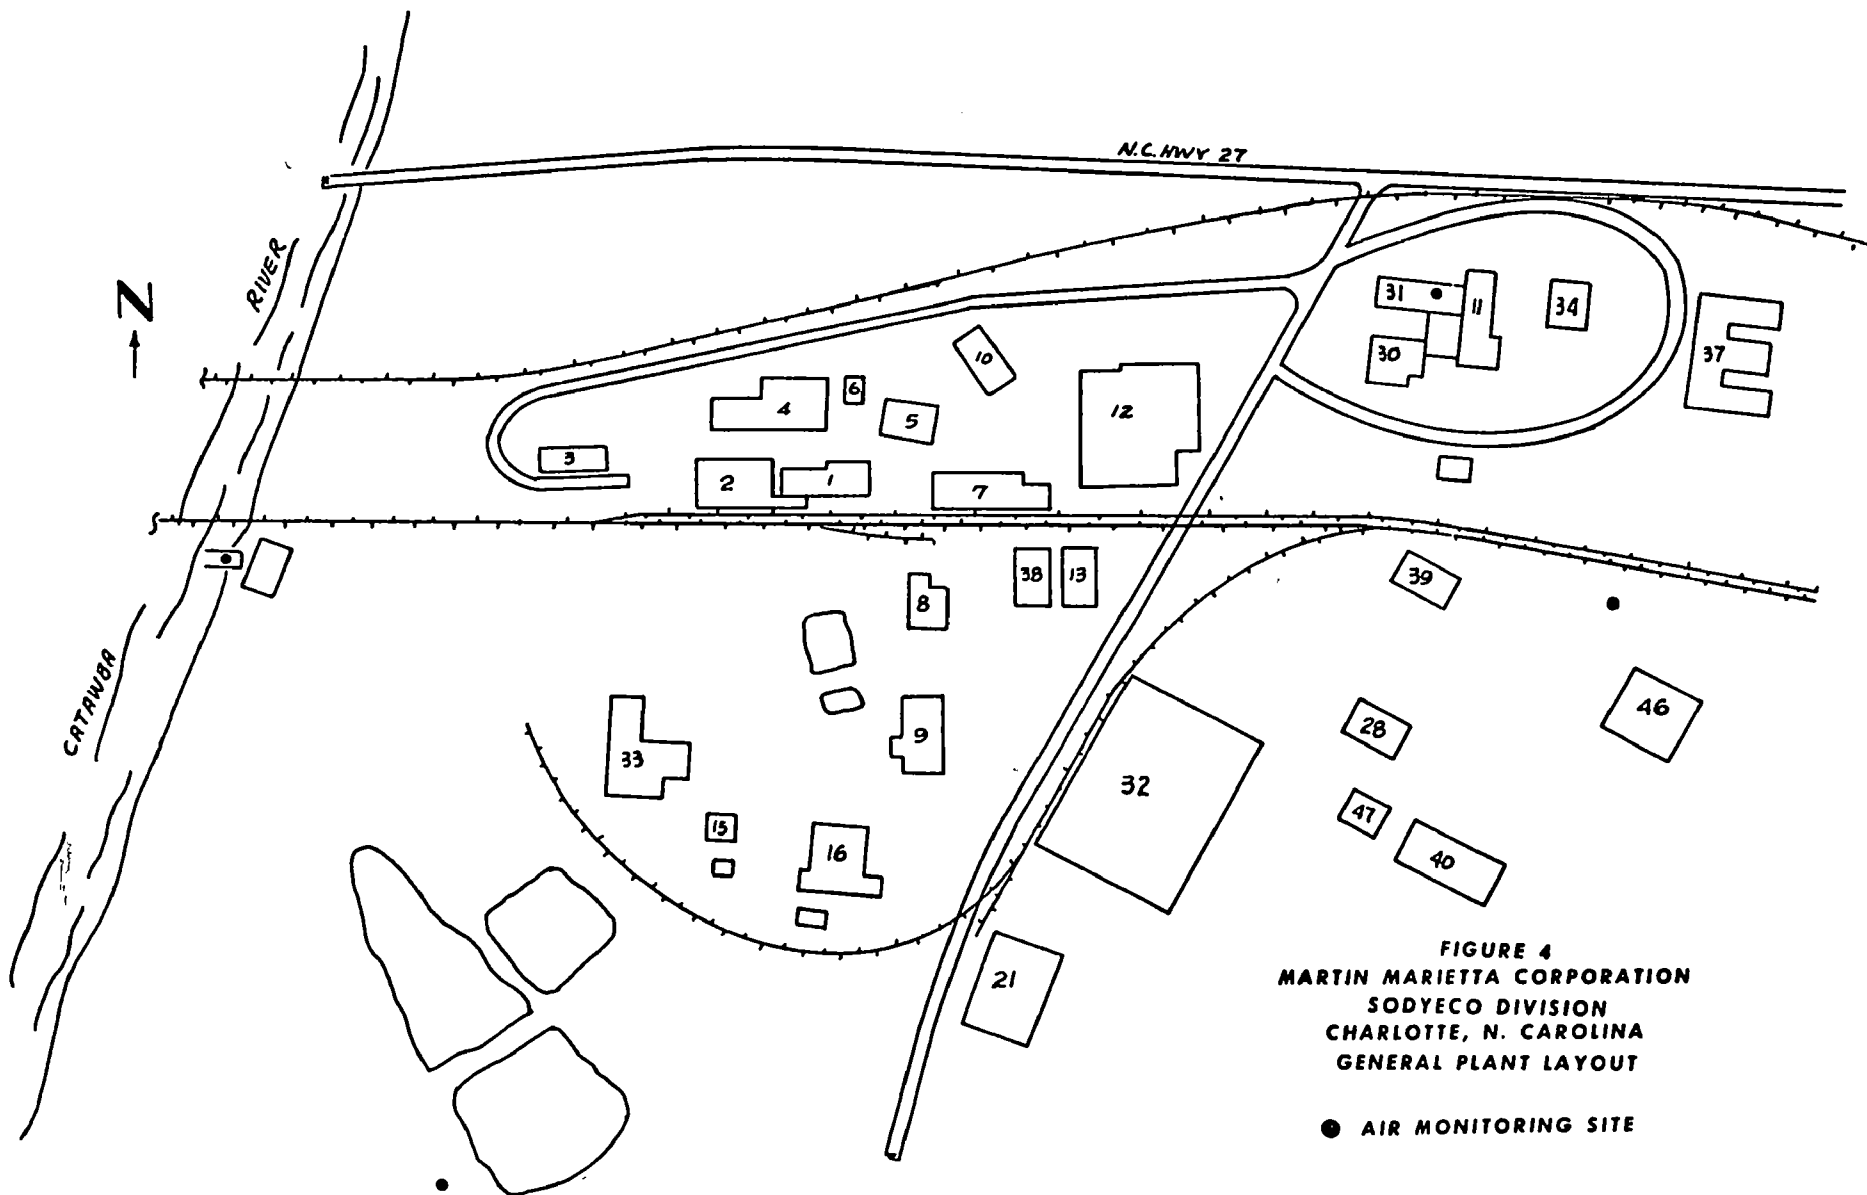 N.C. HWY 27
RIVER
N
31
11
34
30
37
10
6
4
5
12
3
2
1
7
38
13
39
8
CATAWBA
9
33
28
46
32
15
47
16
40
21
FIGURE 4
MARTIN MARIETTA CORPORATION
SODYECO DIVISION
CHARLOTTE, N. CAROLINA
GENERAL PLANT LAYOUT
AIR MONITORING SITE